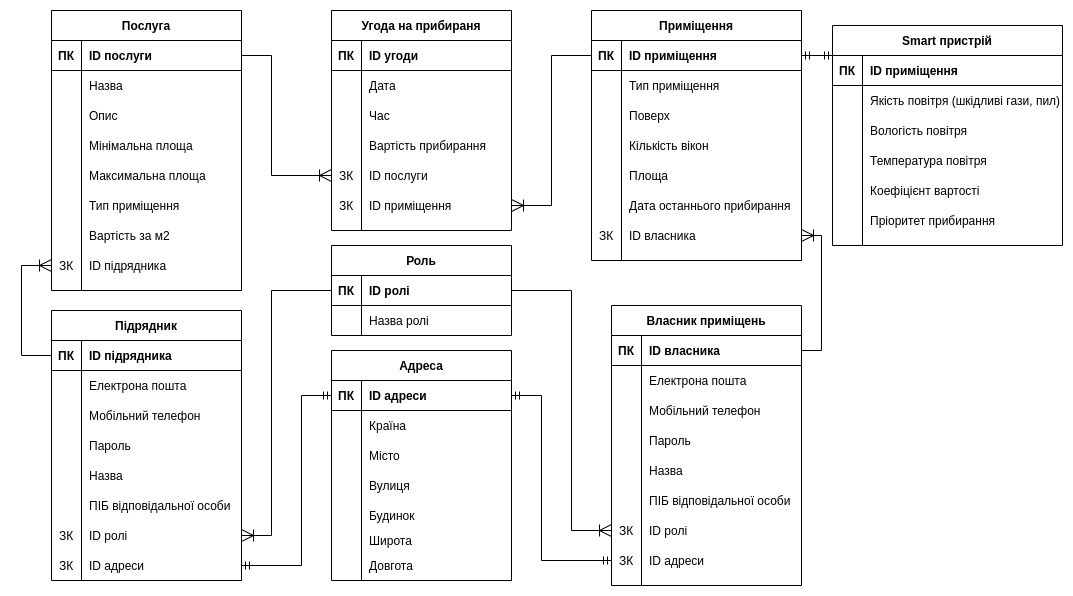 Послуга
ПК ID послуги
Назва
Опис
Мінімальна площа
Максимальна площа
Тип приміщення
Вартість за м2
ЗК ID підрядника
Угода на прибираня
ПК ID угоди
Дата
Час
Вартість прибирання
ЗК ID послуги
ЗК ID приміщення
Приміщення
ПК ID приміщення
Тип приміщення
Поверх
Кількість вікон
Площа
Дата останнього прибирання
ЗК ID власника
Smart пристрій
ПК ID приміщення
Якість повітря (шкідливі гази, пил)
Вологість повітря
Температура повітря
Коефіцієнт вартості
Пріоритет прибирання
Роль
ПК ID ролі
Назва ролі
Підрядник
ПК ID підрядника
Електрона пошта
Мобільний телефон
Пароль
Назва
ПІБ відповідальної особи
ЗК ID ролі
ЗК ID адреси
Адреса
ПК ID адреси
Країна
Місто
Вулиця
Будинок
Широта
Довгота
Власник приміщень
ПК ID власника
Електрона пошта
Мобільний телефон
Пароль
Назва
ПІБ відповідальної особи
ЗК ID ролі
ЗК ID адреси